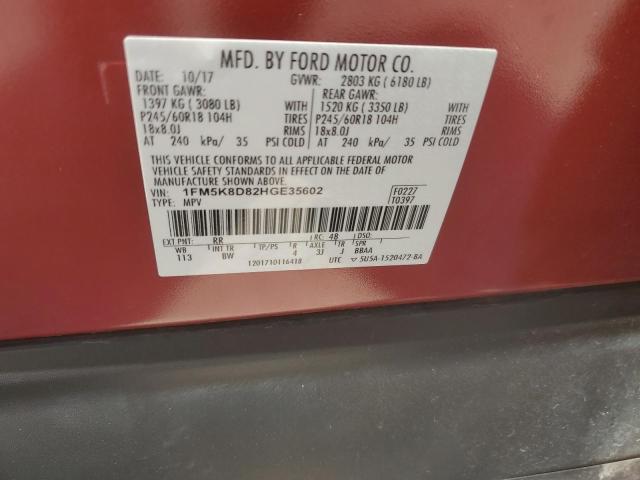 MFD. BY FORD MOTOR CO.
DATE: 10/17 GVWR: 2803 KG ( 6180 LB)
FRONT GAWR: REAR GAWR:
1397 KG ( 3080 LB) WITH 1520 KG ( 3350 LB) WITH
P245/60R18 104H TIRES P245/60R18 104H TIRES
18x8.0J RIMS 18x8.0J RIMS
AT 240 kPa/ 35 PSI COLD AT 240 kPa/ 35 PSI COLD
THIS VEHICLE CONFORMS TO ALL APPLICABLE FEDERAL MOTOR
VEHICLE SAFETY STANDARDS IN EFFECT ON THE DATE OF
MANUFACTURE SHOWN ABOVE.
VIN: 1FM5K8D82HGE35602 F0227
TYPE: MPV T0397
EXT PNT: RR RC: 48 DSO:
WB INT TR TP/PS R AXLE TR SPR
113 BW 4 3J J BBAA
1201710116418 UTC ▽ 5U5A-1520472-BA